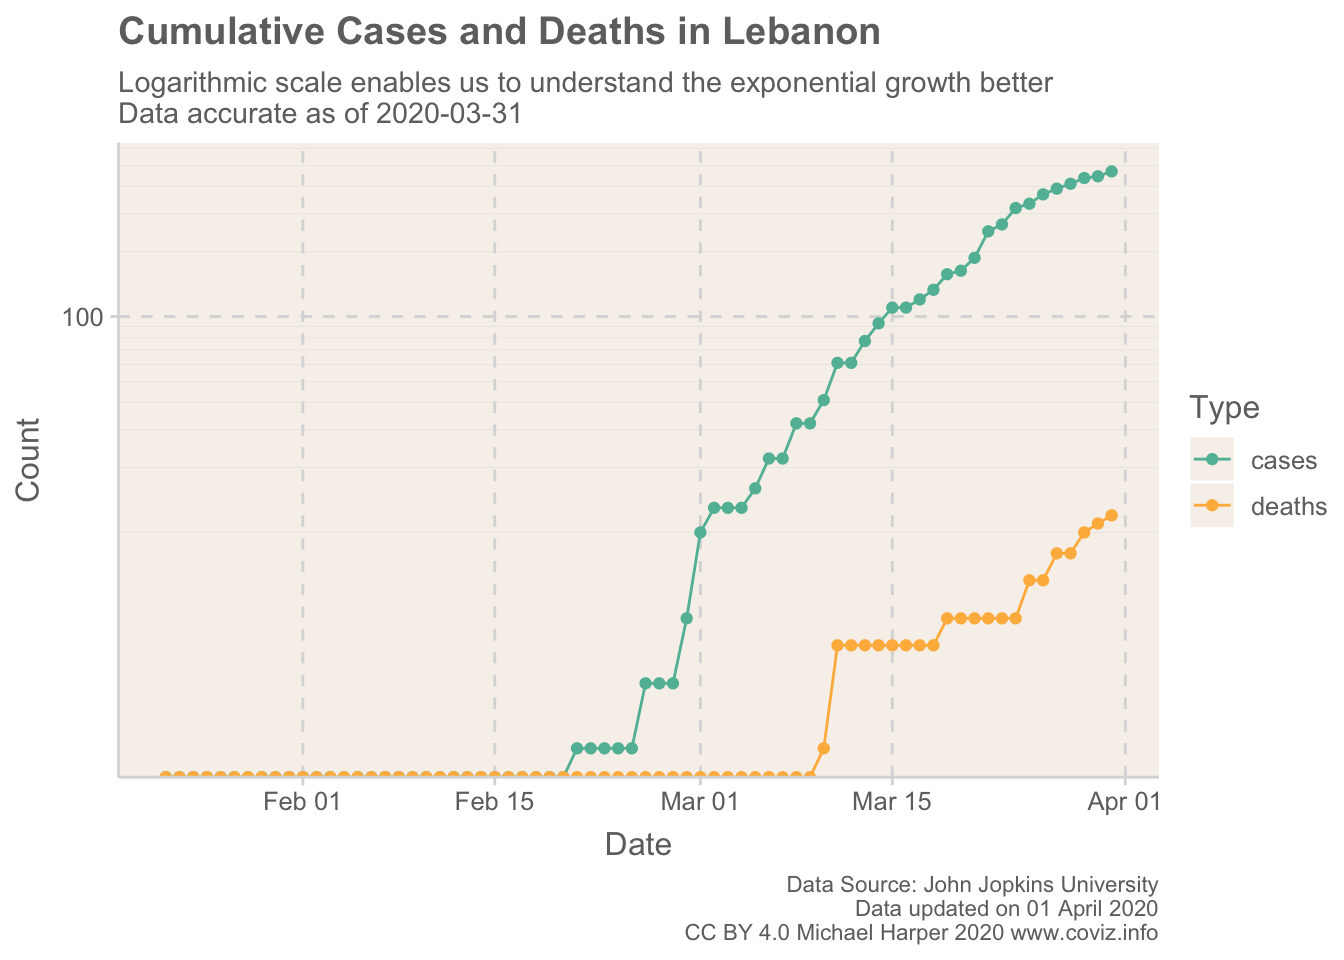 Cumulative Cases and Deaths in Lebanon
Logarithmic scale enables us to understand the exponential growth better
Data accurate as of 2020-03-31
100
Count
Feb 01
Feb 15
Mar 01
Mar 15
Apr 01
Date
Type
cases
deaths
Data Source: John Jopkins University
Data updated on 01 April 2020
CC BY 4.0 Michael Harper 2020 www.coviz.info